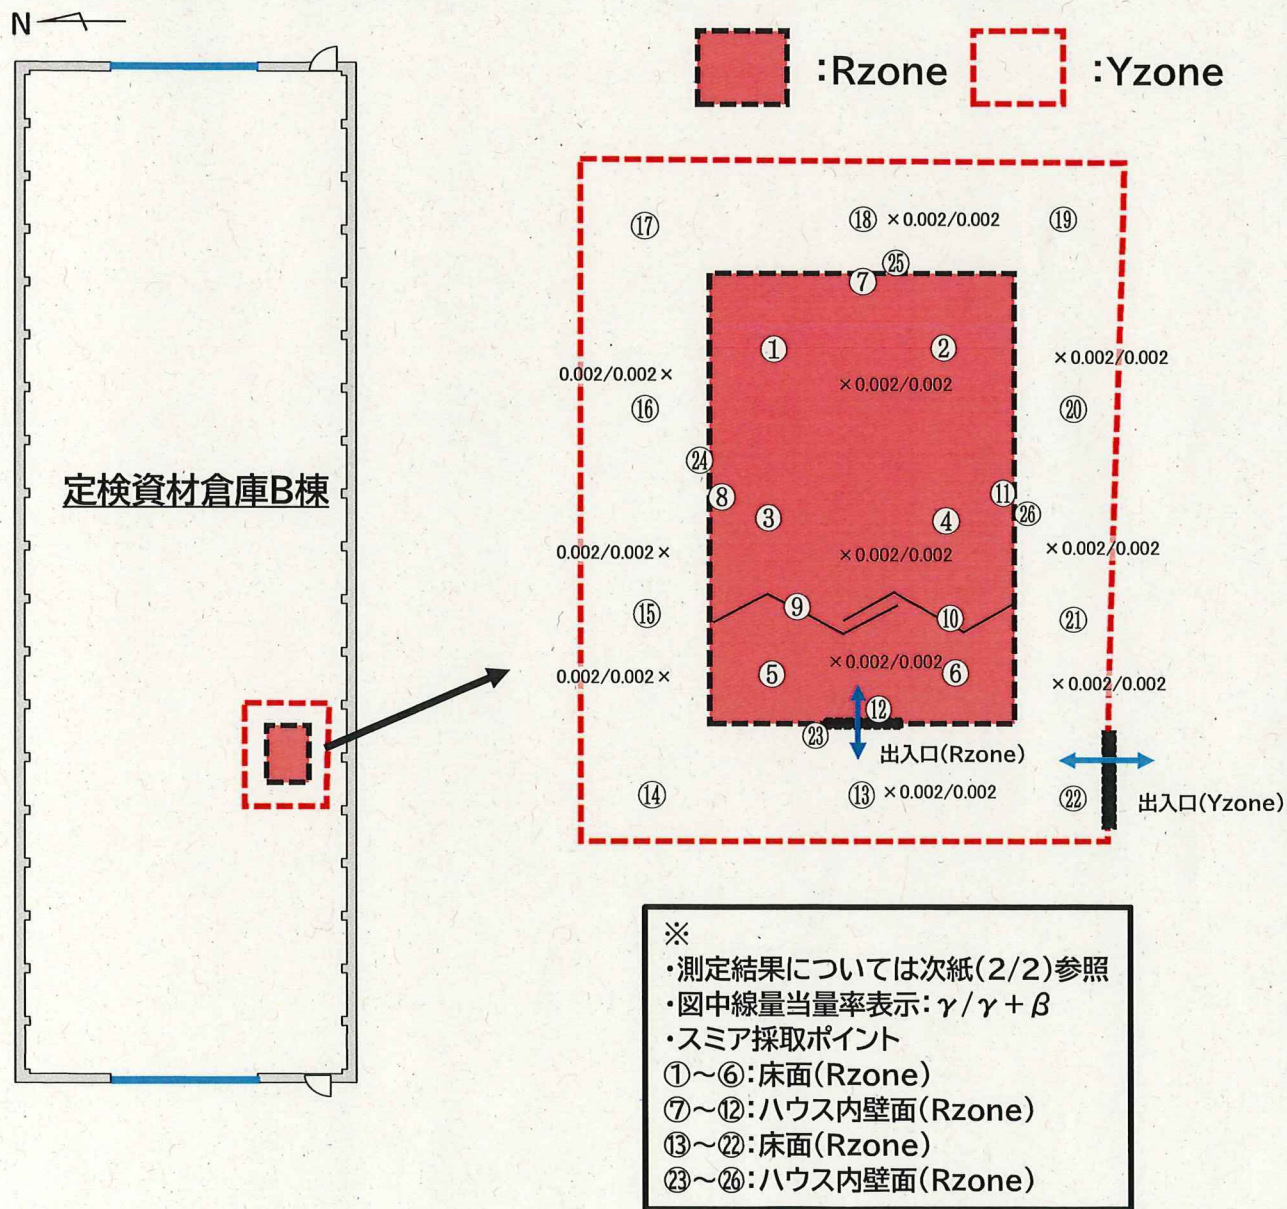 N
:Rzone
:Yzone
⑰
⑱ ×0.002/0.002
⑲
㉕
⑦
①
②
0.002/0.002×
×0.002/0.002
×0.002/0.002
⑯
⑳
㉔
定検資材倉庫B棟
⑧
⑪
③
④
㉖
0.002/0.002×
×0.002/0.002
×0.002/0.002
⑮
⑨
⑩
㉑
0.002/0.002×
⑤
×0.002/0.002
⑥
×0.002/0.002
⑫
㉓
出入口(Rzone)
⑭
⑬ ×0.002/0.002
㉒
出入口(Yzone)
※
・測定結果については次紙(2/2)参照
・図中線量当量率表示:γ/γ+β
・スミア採取ポイント
①~⑥:床面(Rzone)
⑦~⑫:ハウス内壁面(Rzone)
⑬~㉒:床面(Rzone)
㉓~㉖:ハウス内壁面(Rzone)